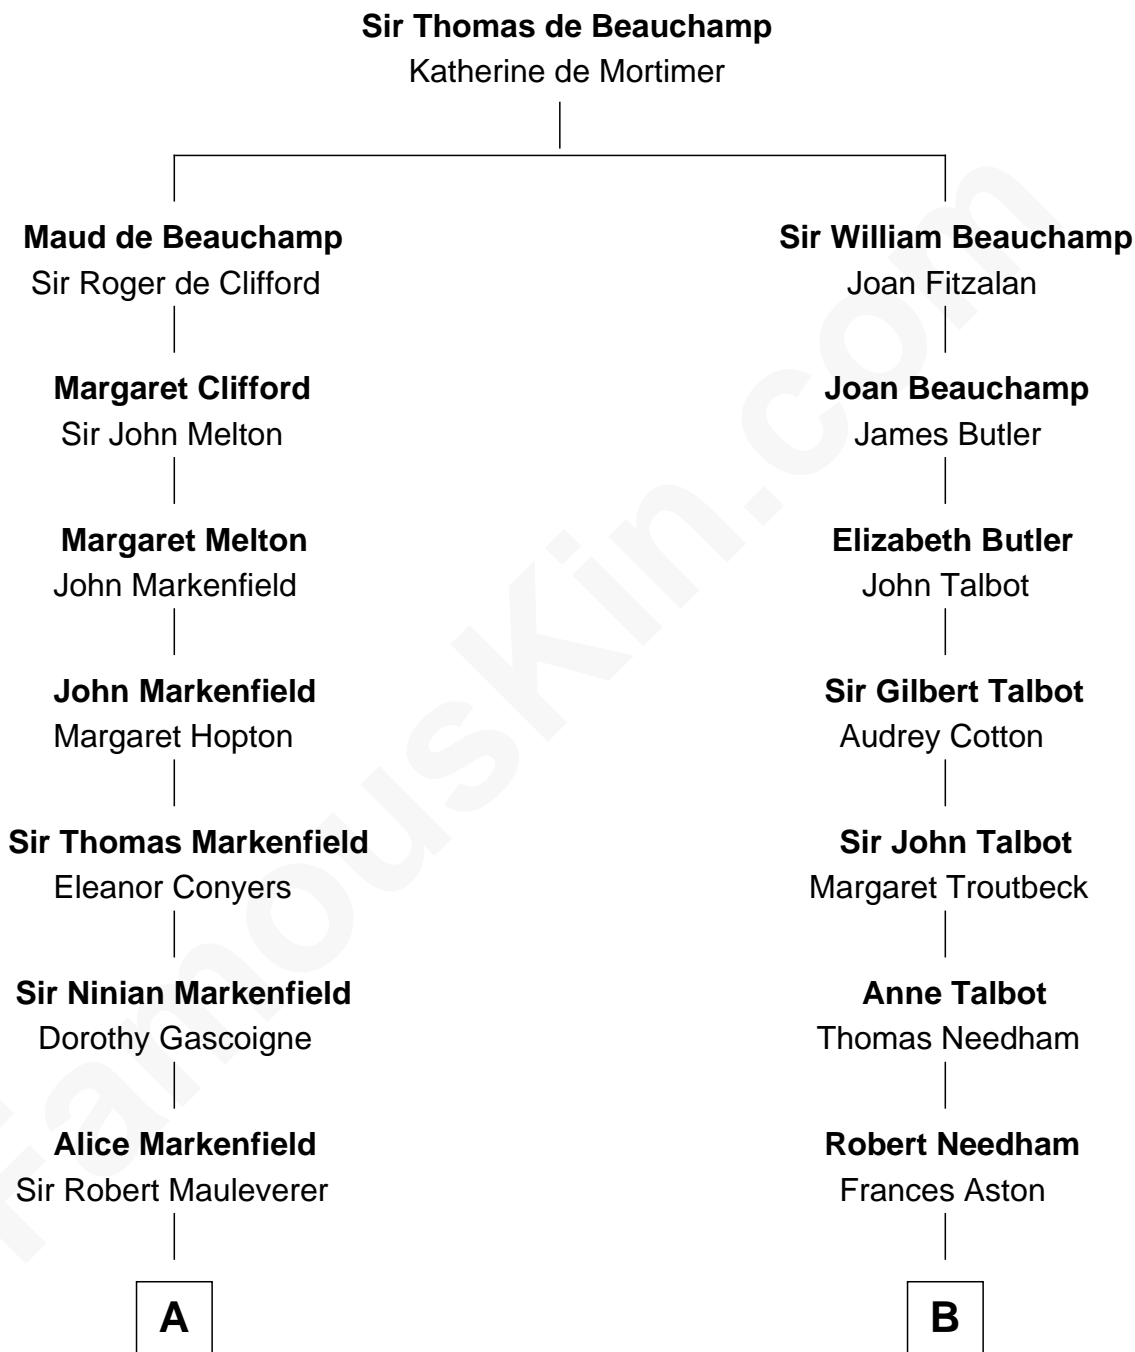 Sir Thomas de Beauchamp
Katherine de Mortimer
Maud de Beauchamp
Sir Roger de Clifford
Margaret Clifford
Sir John Melton
Margaret Melton
John Markenfield
John Markenfield
Margaret Hopton
Sir Thomas Markenfield
Eleanor Conyers
Sir Ninian Markenfield
Dorothy Gascoigne
Alice Markenfield
Sir Robert Mauleverer
A
Sir William Beauchamp
Joan Fitzalan
Joan Beauchamp
James Butler
Elizabeth Butler
John Talbot
Sir Gilbert Talbot
Audrey Cotton
Sir John Talbot
Margaret Troutbeck
Anne Talbot
Thomas Needham
Robert Needham
Frances Aston
B
FamousKin.com